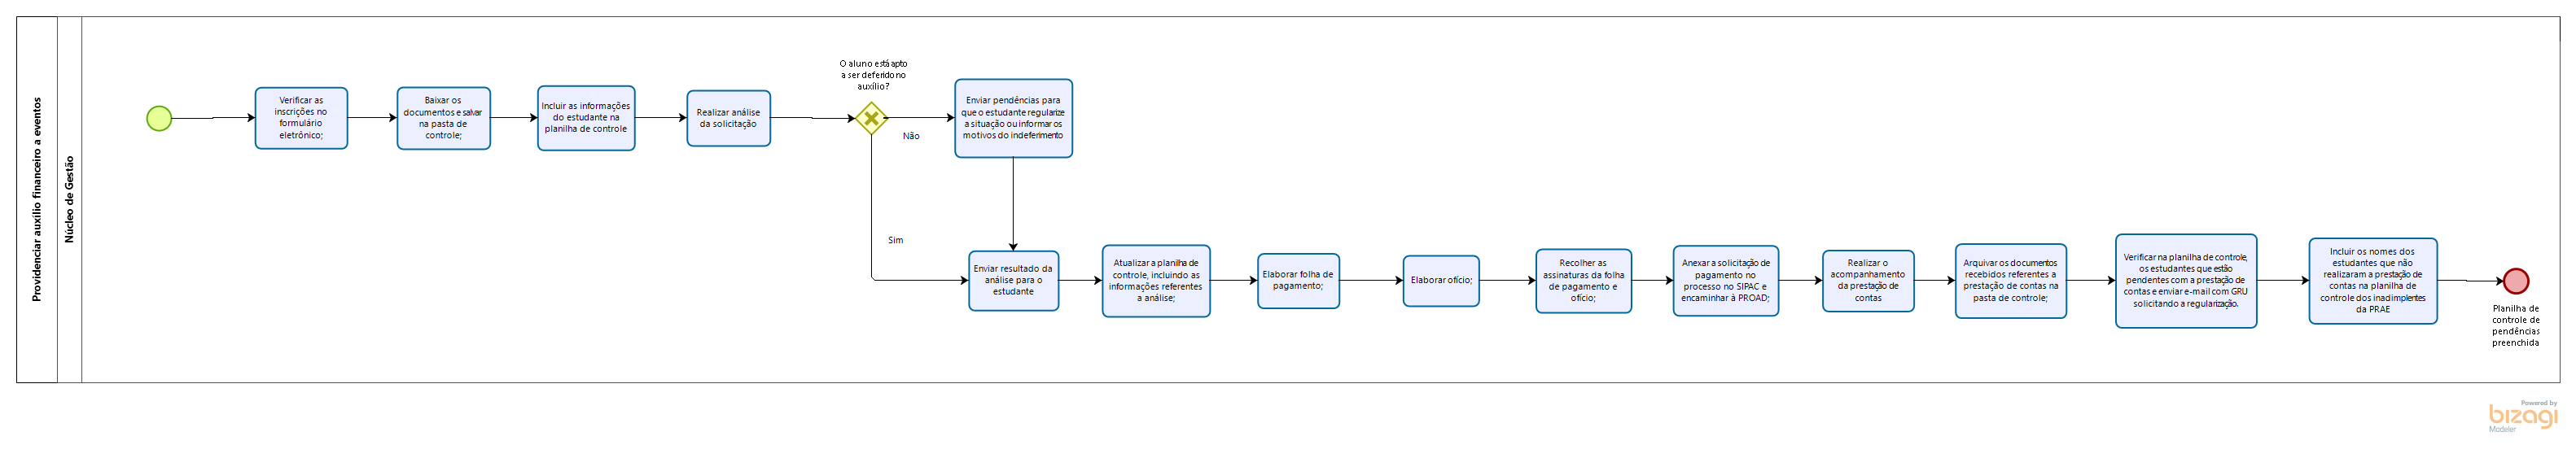 Providenciar auxílio financeiro a eventos
Núcleo de Gestão
Verificar as
inscrições no
formulário
eletrônico;
Baixar os
documentos e salvar
na pasta de
controle;
Incluir as informações
do estudante na
planilha de controle
Realizar análise
da solicitação
O aluno está apto
a ser deferido no
auxílio?
Não
Sim
Enviar pendências para
que o estudante regularize
a situação ou informar os
motivos do indeferimento
Enviar resultado da
análise para o
estudante
Atualizar a planilha de
controle, incluindo as
informações referentes
a análise;
Elaborar folha de
pagamento;
Elaborar ofício;
Recolher as
assinaturas da folha
de pagamento e
ofício;
Anexar a solicitação de
pagamento no
processo no SIPAC e
encaminhar à PROAD;
Realizar o
acompanhamento
da prestação de
contas
Arquivar os documentos
recebidos referentes a
prestação de contas na
pasta de controle;
Verificar na planilha de controle,
os estudantes que estão
pendentes com a prestação de
contas e enviar e-mail com GRU
solicitando a regularização.
Incluir os nomes dos
estudantes que não
realizaram a prestação de
contas na planilha de
controle dos inadimplentes
da PRAE
Planilha de
controle de
pendências
preenchida
Powered by
bizagi
Modeler